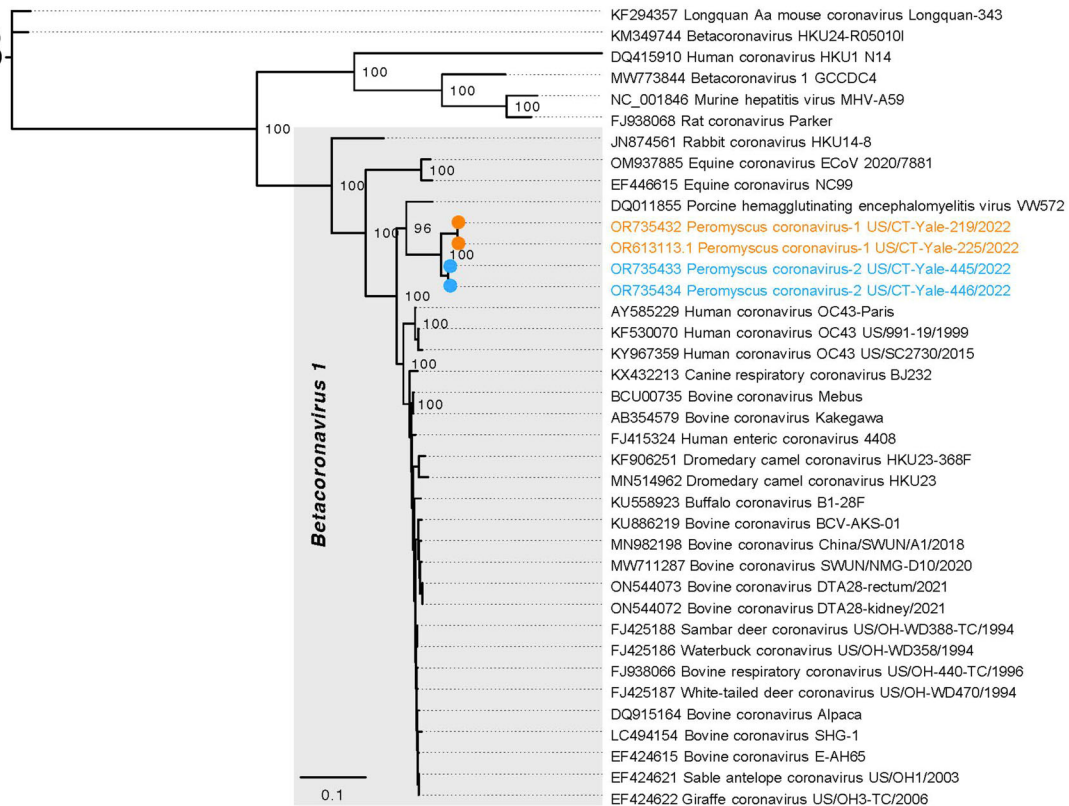 KF294357 Longquan Aa mouse coronavirus Longquan-343
KM349744 Betacoronavirus HKU24-R05010I
DQ415910 Human coronavirus HKU1 N14
100
MW773844 Betacoronavirus 1 GCCDC4
100
NC_001846 Murine hepatitis virus MHV-A59
100
FJ938068 Rat coronavirus Parker
100
JN874561 Rabbit coronavirus HKU14-8
OM937885 Equine coronavirus ECoV 2020/7881
100
EF446615 Equine coronavirus NC99
100
DQ011855 Porcine hemagglutinating encephalomyelitis virus VW572
OR735432 Peromyscus coronavirus-1 US/CT-Yale-219/2022
96
100
OR613113.1 Peromyscus coronavirus-1 US/CT-Yale-225/2022
100
OR735433 Peromyscus coronavirus-2 US/CT-Yale-445/2022
OR735434 Peromyscus coronavirus-2 US/CT-Yale-446/2022
100
AY585229 Human coronavirus OC43-Paris
100
KF530070 Human coronavirus OC43 US/991-19/1999
KY967359 Human coronavirus OC43 US/SC2730/2015
100
KX432213 Canine respiratory coronavirus BJ232
BCU00735 Bovine coronavirus Mebus
100
AB354579 Bovine coronavirus Kakegawa
FJ415324 Human enteric coronavirus 4408
Betacoronavirus 1
KF906251 Dromedary camel coronavirus HKU23-368F
MN514962 Dromedary camel coronavirus HKU23
KU558923 Buffalo coronavirus B1-28F
KU886219 Bovine coronavirus BCV-AKS-01
MN982198 Bovine coronavirus China/SWUN/A1/2018
MW711287 Bovine coronavirus SWUN/NMG-D10/2020
ON544073 Bovine coronavirus DTA28-rectum/2021
ON544072 Bovine coronavirus DTA28-kidney/2021
FJ425188 Sambar deer coronavirus US/OH-WD388-TC/1994
FJ425186 Waterbuck coronavirus US/OH-WD358/1994
FJ938066 Bovine respiratory coronavirus US/OH-440-TC/1996
FJ425187 White-tailed deer coronavirus US/OH-WD470/1994
DQ915164 Bovine coronavirus Alpaca
LC494154 Bovine coronavirus SHG-1
EF424615 Bovine coronavirus E-AH65
EF424621 Sable antelope coronavirus US/OH1/2003
0.1
EF424622 Giraffe coronavirus US/OH3-TC/2006